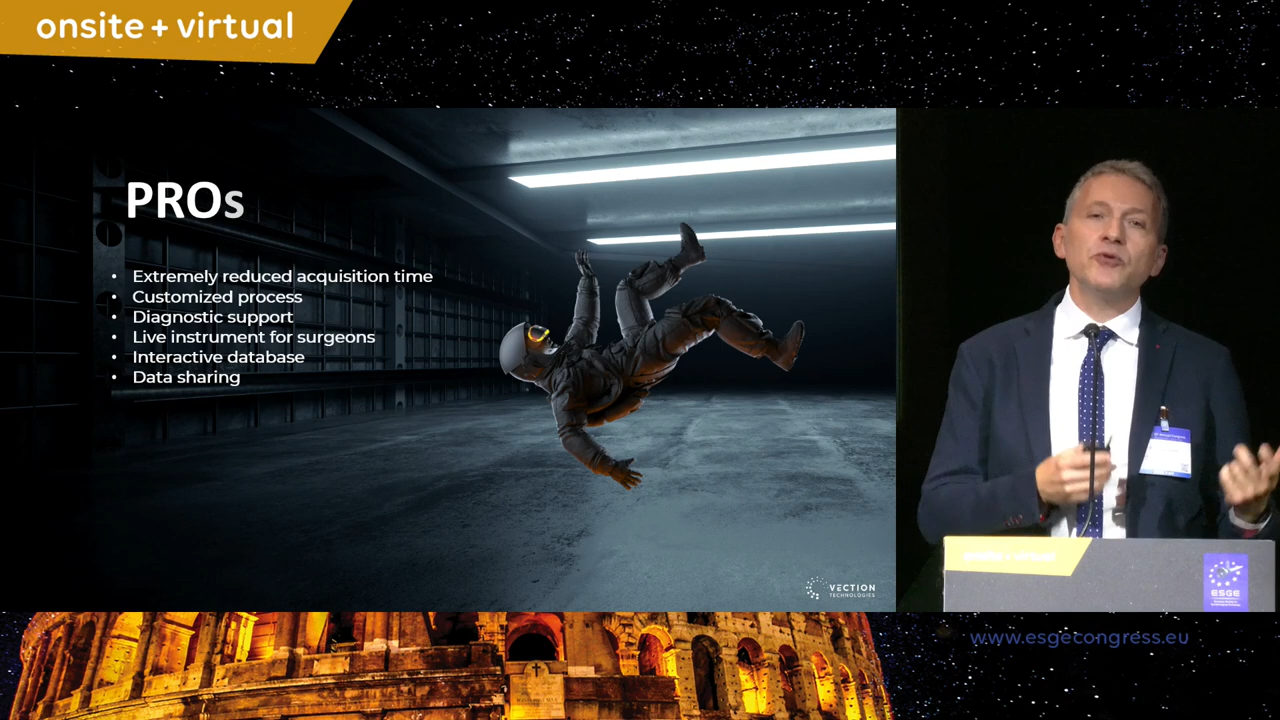 onsite + virtual
PROs
• Extremely reduced acquisition time
• Customized process
• Diagnostic support
• Live instrument for surgeons
• Interactive database
• Data sharing
VECTION
TECHNOLOGIES
ESGE
www.esgecongress.eu